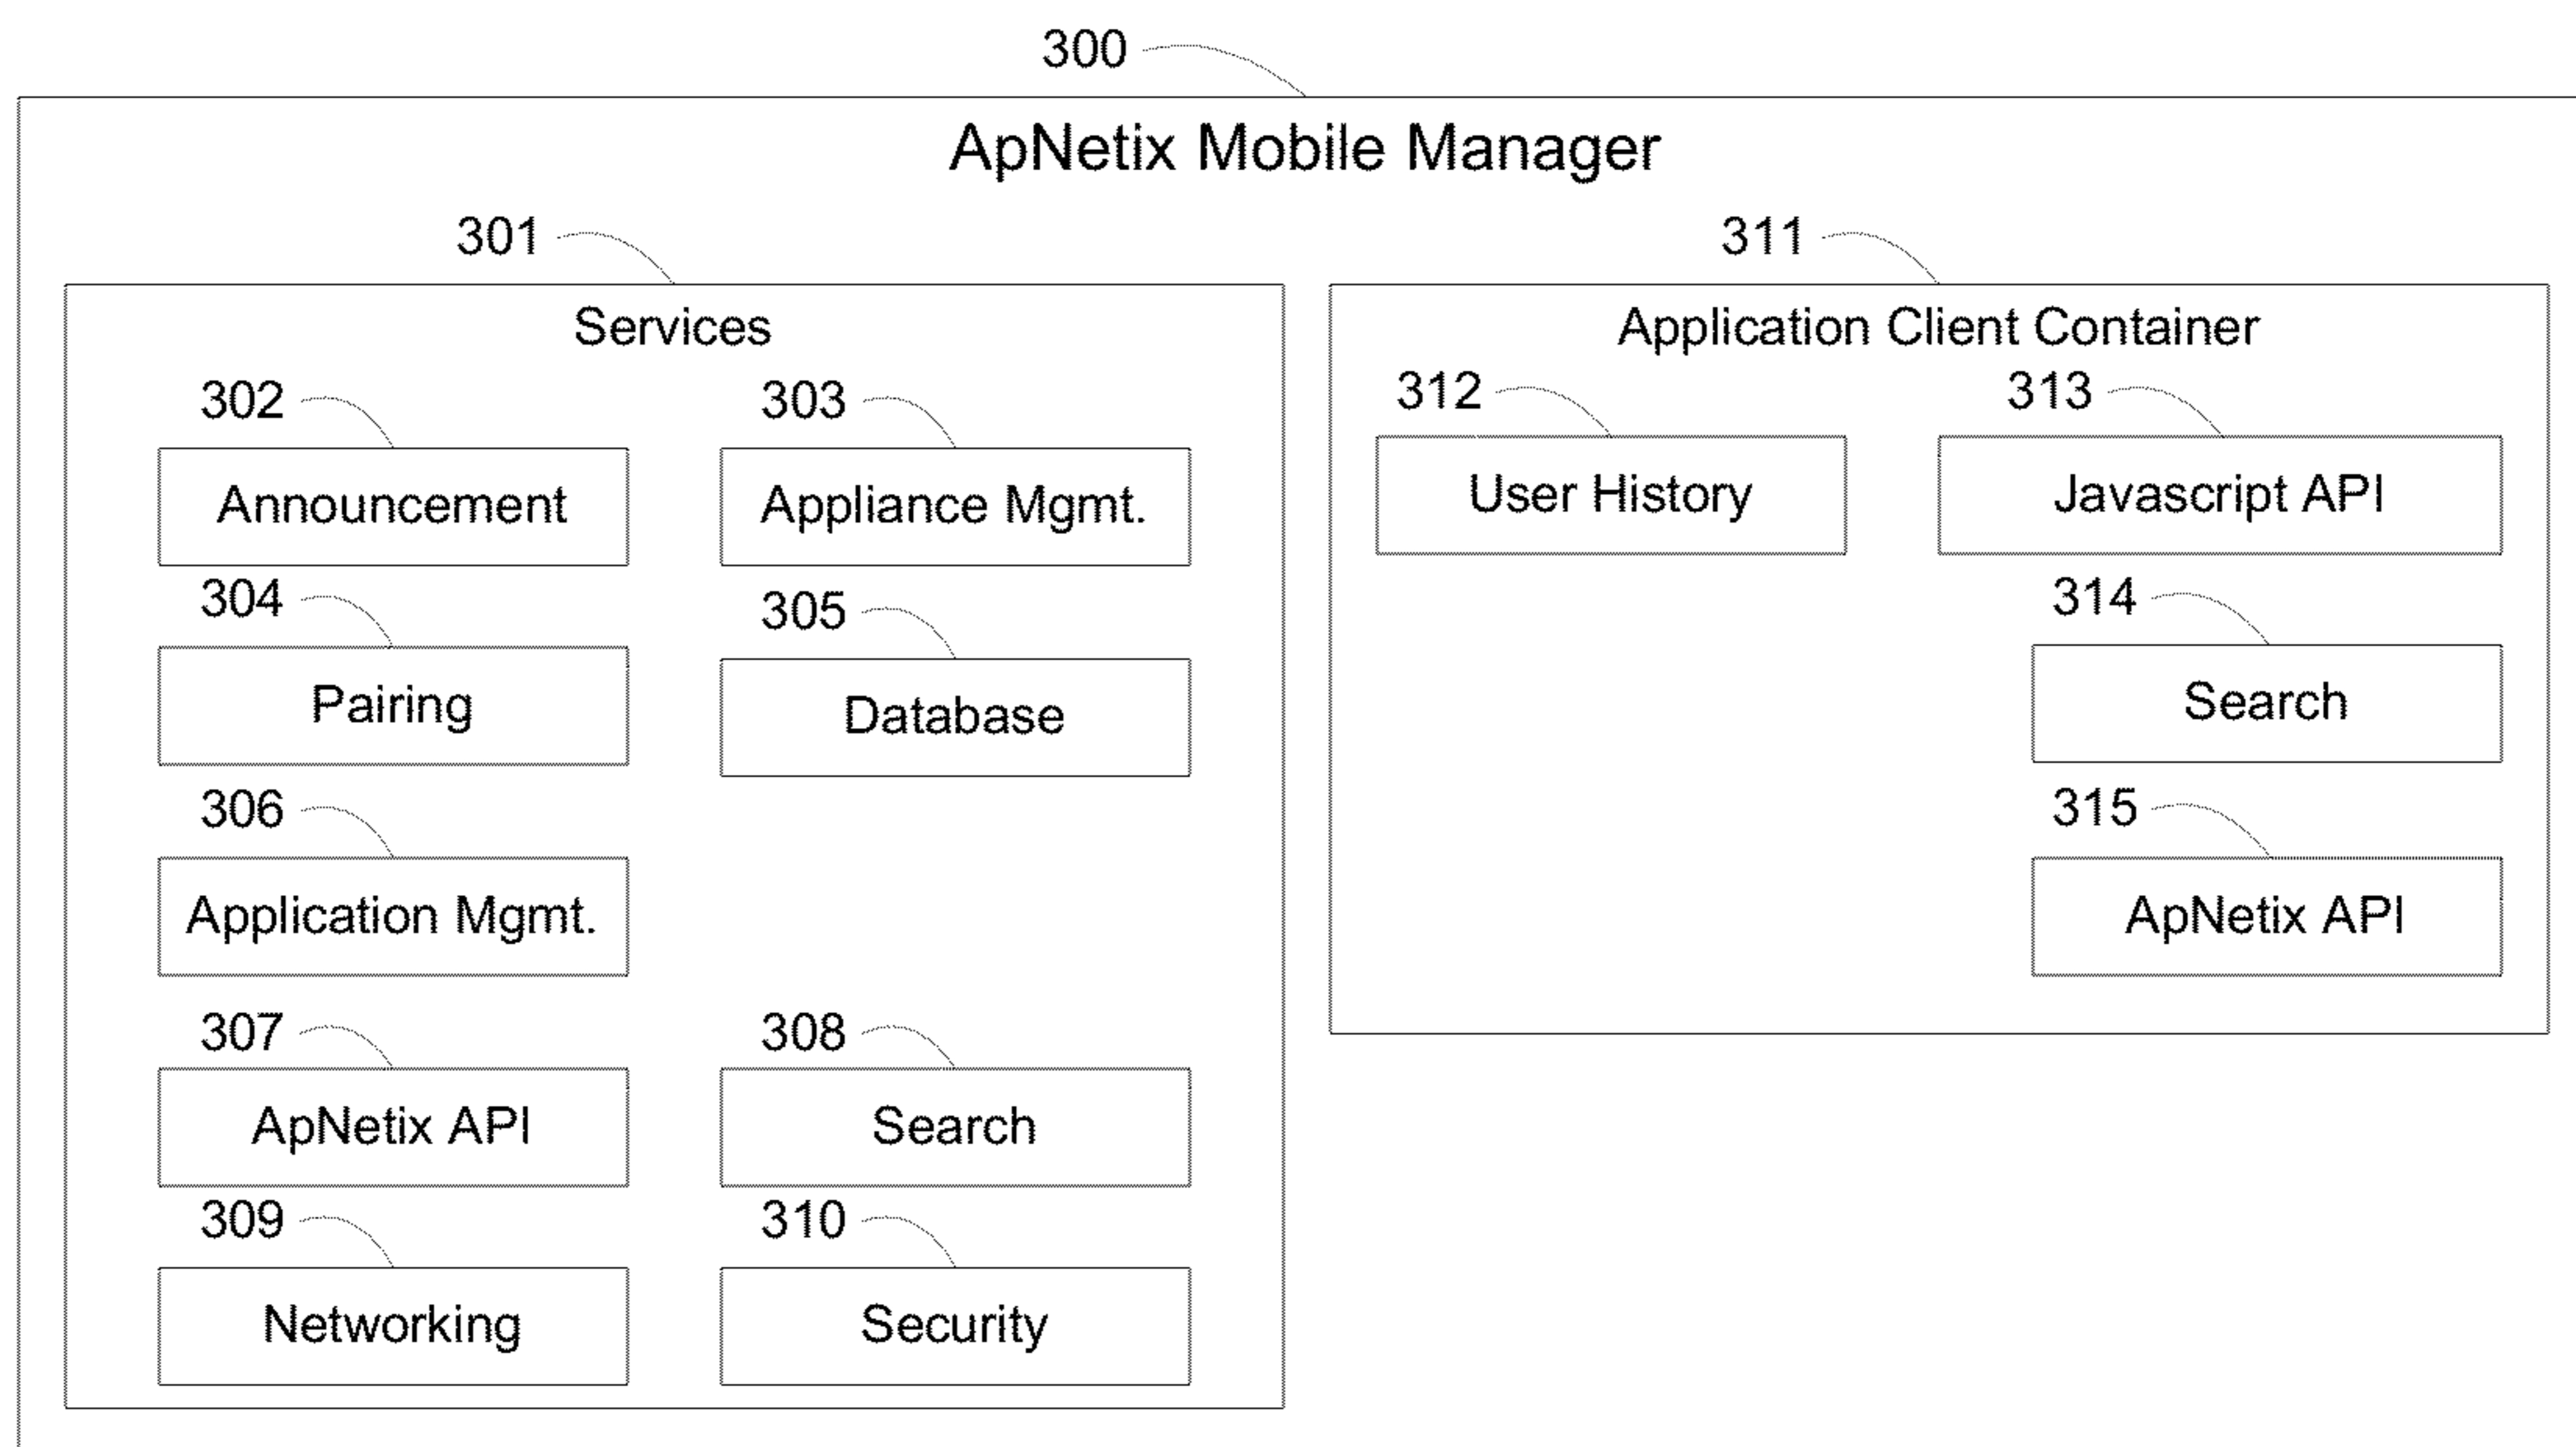 300
ApNetix Mobile Manager
301
Services
302
303
Announcement
Appliance Mgmt.
304
305
Pairing
Database
306
Application Mgmt.
307
308
ApNetix API
Search
309
310
Networking
Security
311
Application Client Container
312
313
User History
Javascript API
314
Search
315
ApNetix API